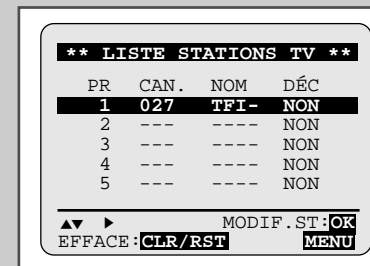 ** LISTE STATIONS TV **
PR CAN. NOM DÉC
1 027 TFI- NON
2 --- ---- NON
3 --- ---- NON
4 --- ---- NON
5 --- ---- NON
▲▼ ▶ MODIF.ST:OK
EFFACE:CLR/RST MENU